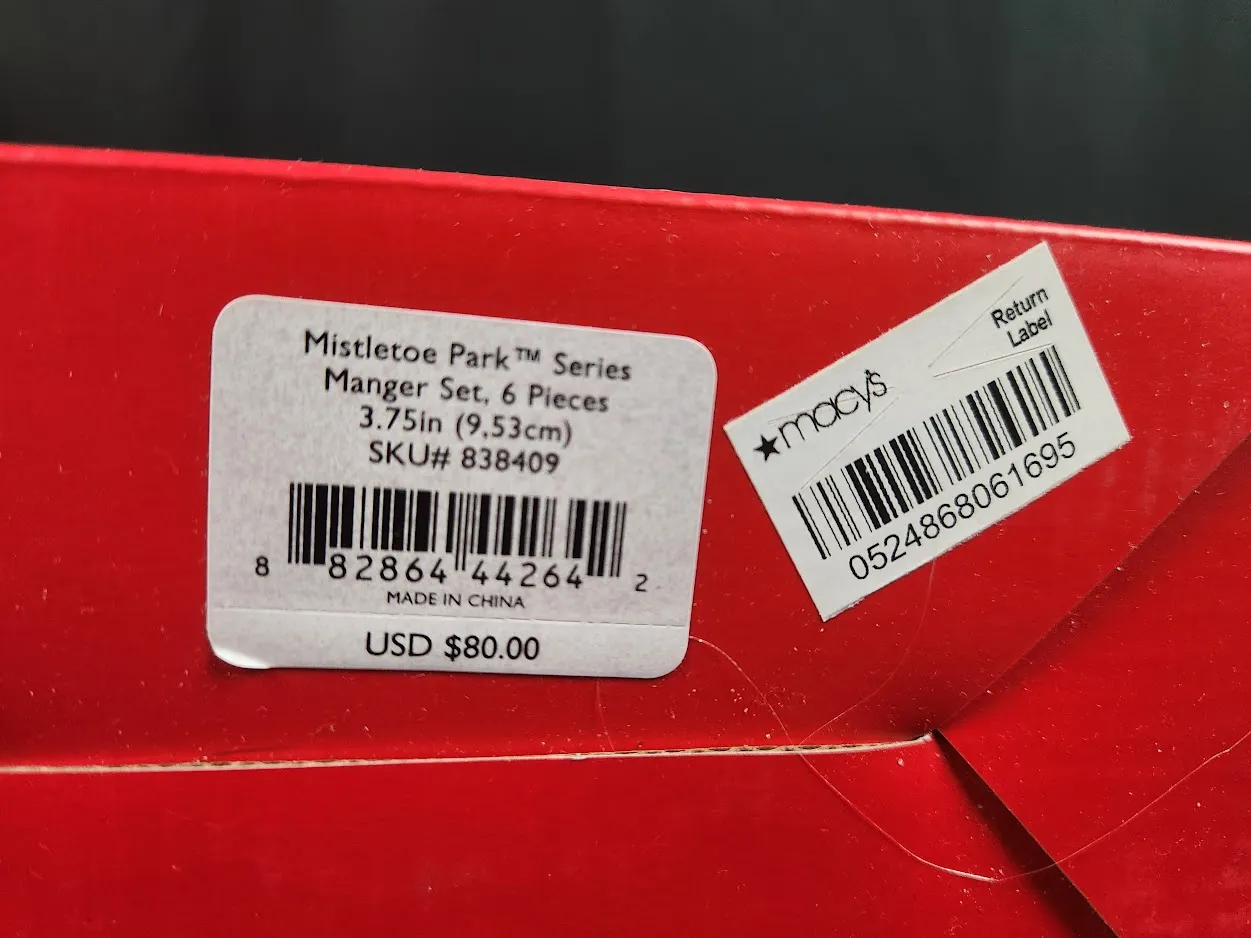 Mistletoe Park™ Series
Manger Set, 6 Pieces
3.75in (9.53cm)
SKU# 838409
8 82864 44264 2
MADE IN CHINA
USD $80.00
Return
Label
★macy's
0524868061695